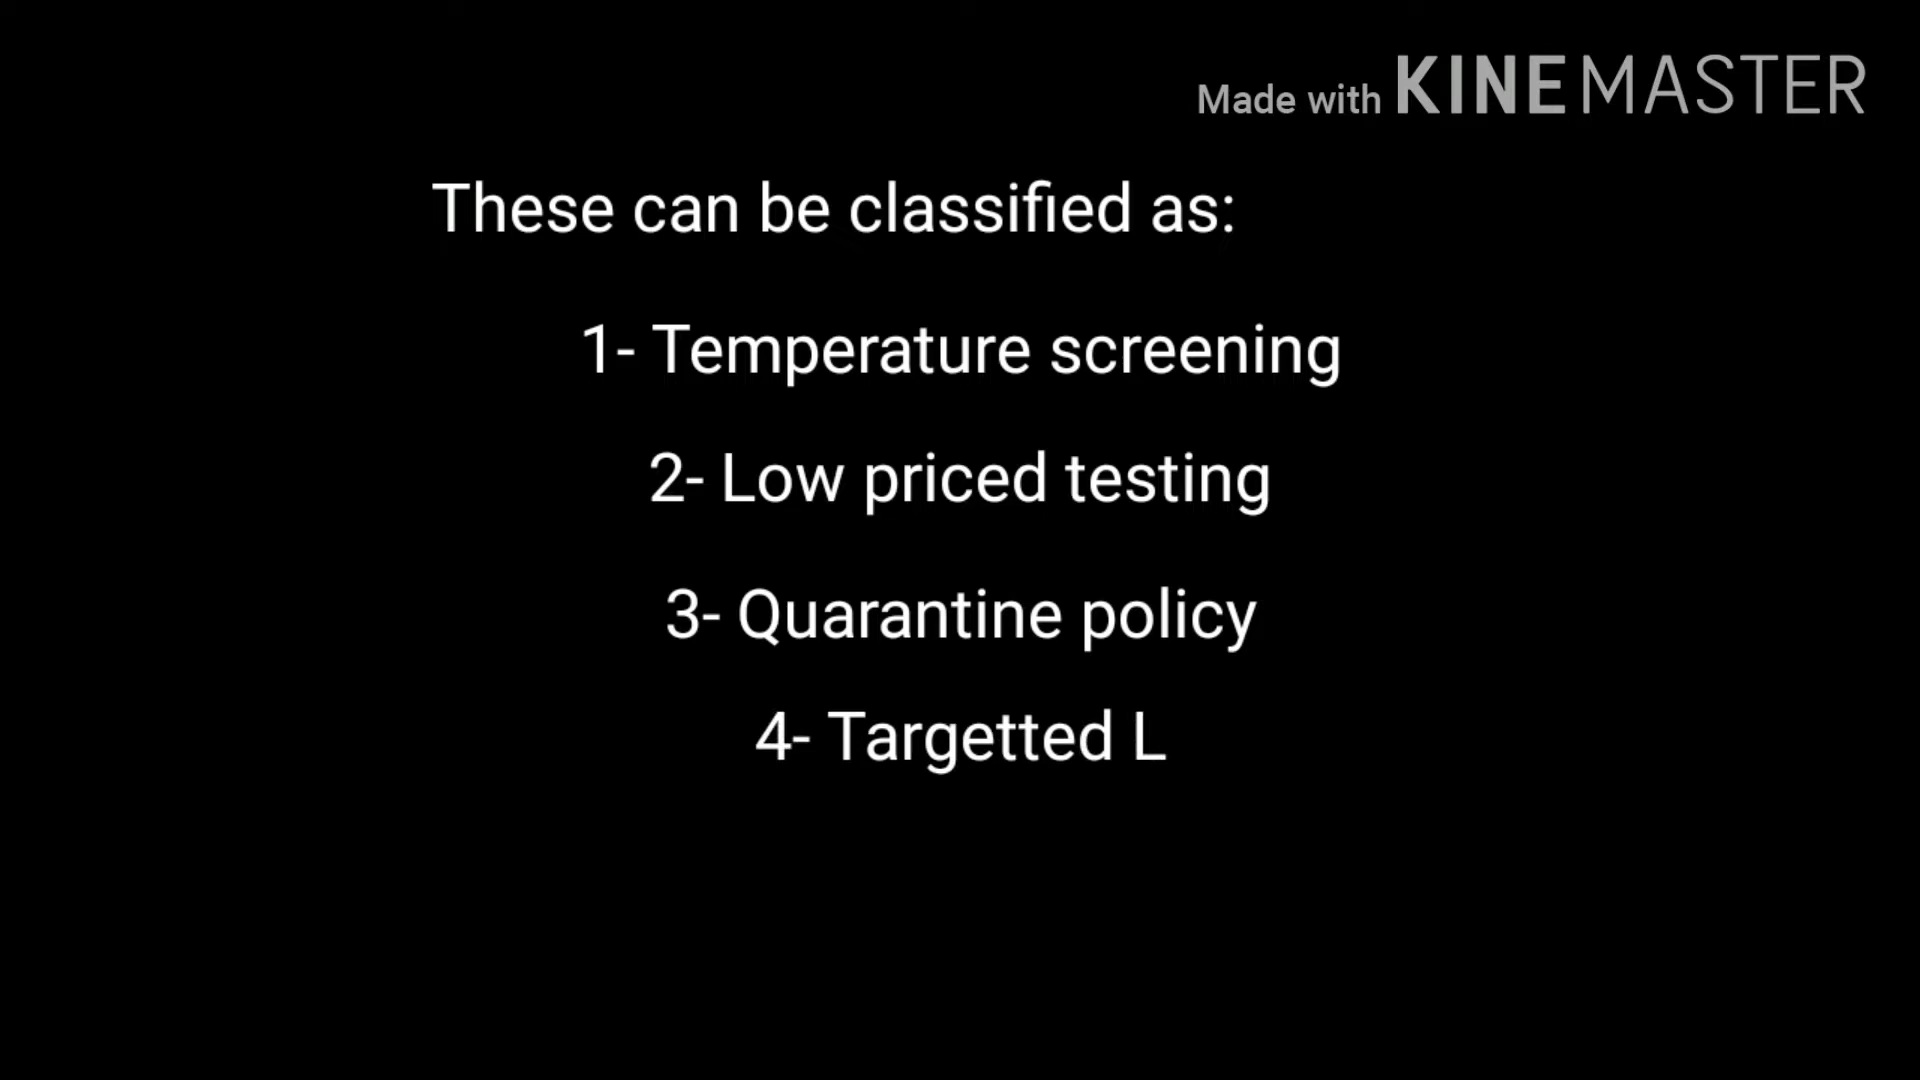 Made with KINEMASTER
These can be classified as:
1- Temperature screening
2- Low priced testing
3- Quarantine policy
4- Targetted L